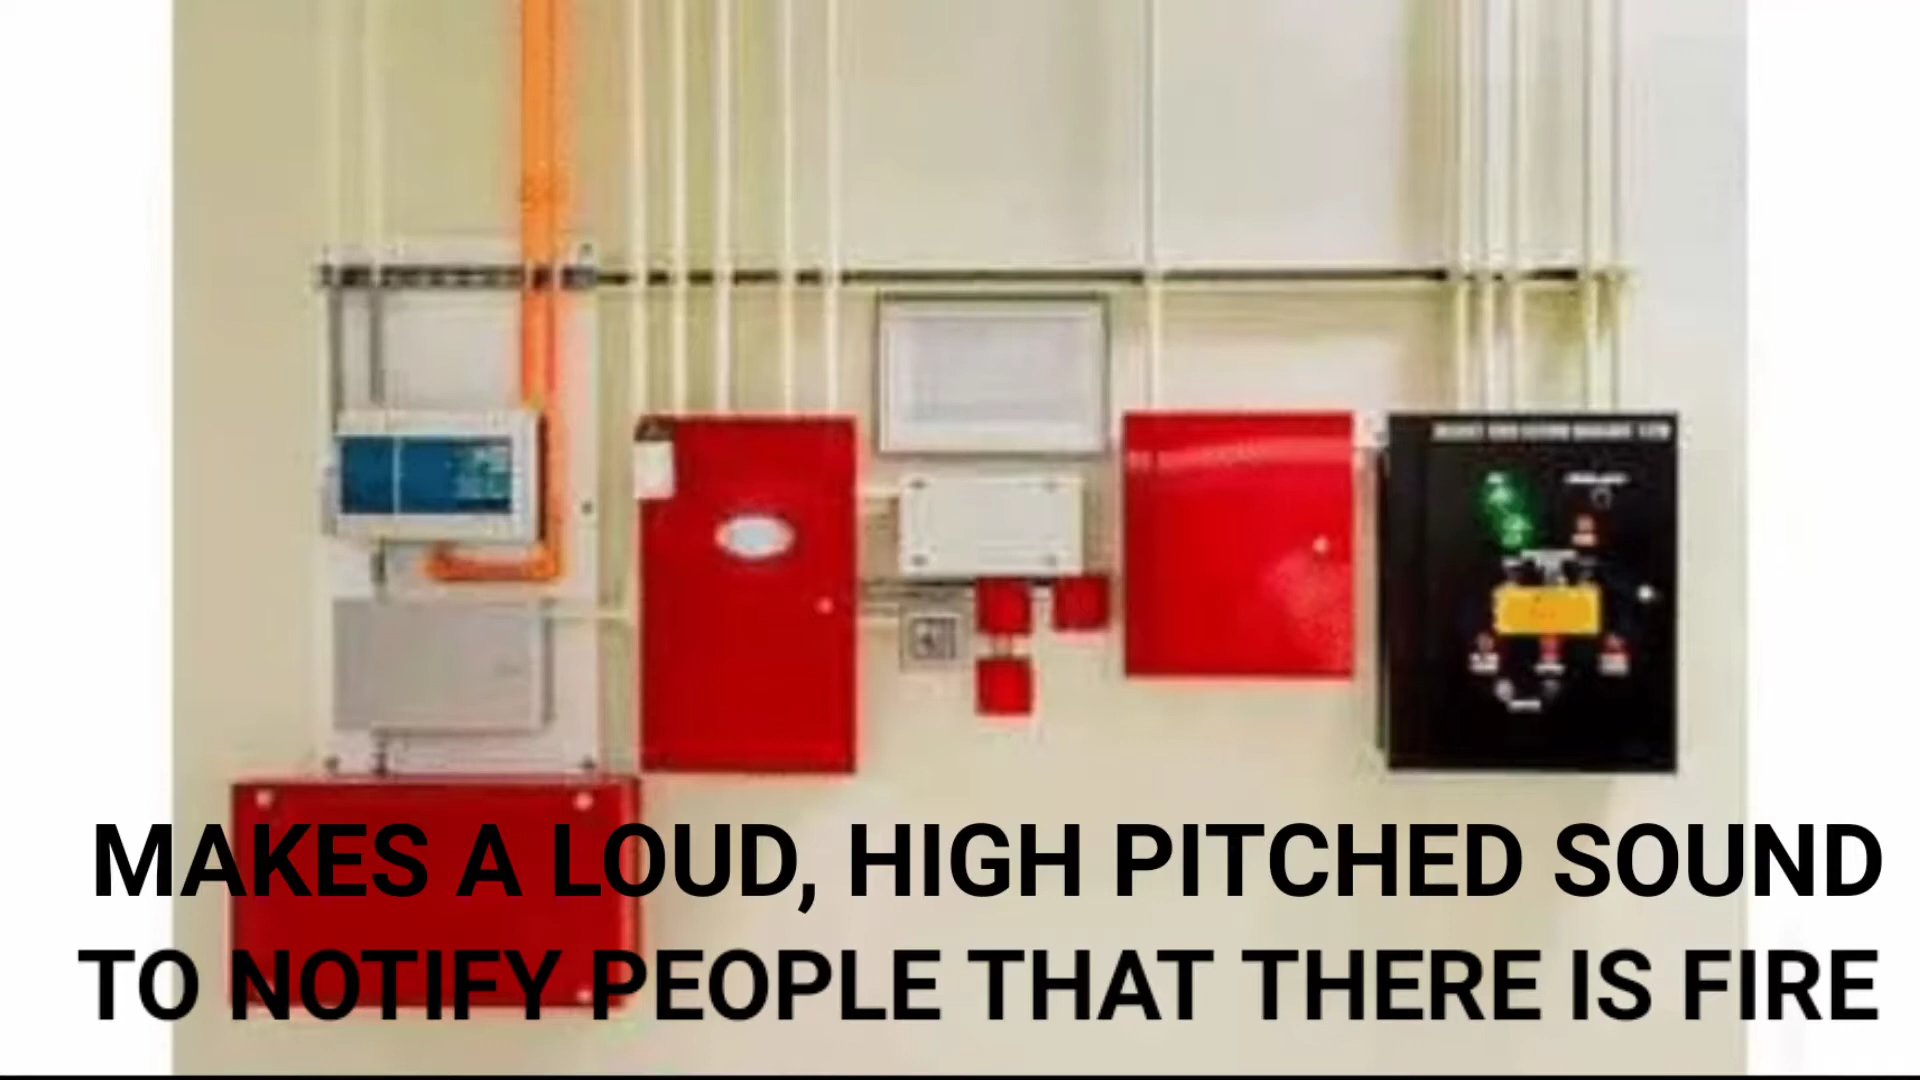 MAKES A LOUD, HIGH PITCHED SOUND
TO NOTIFY PEOPLE THAT THERE IS FIRE